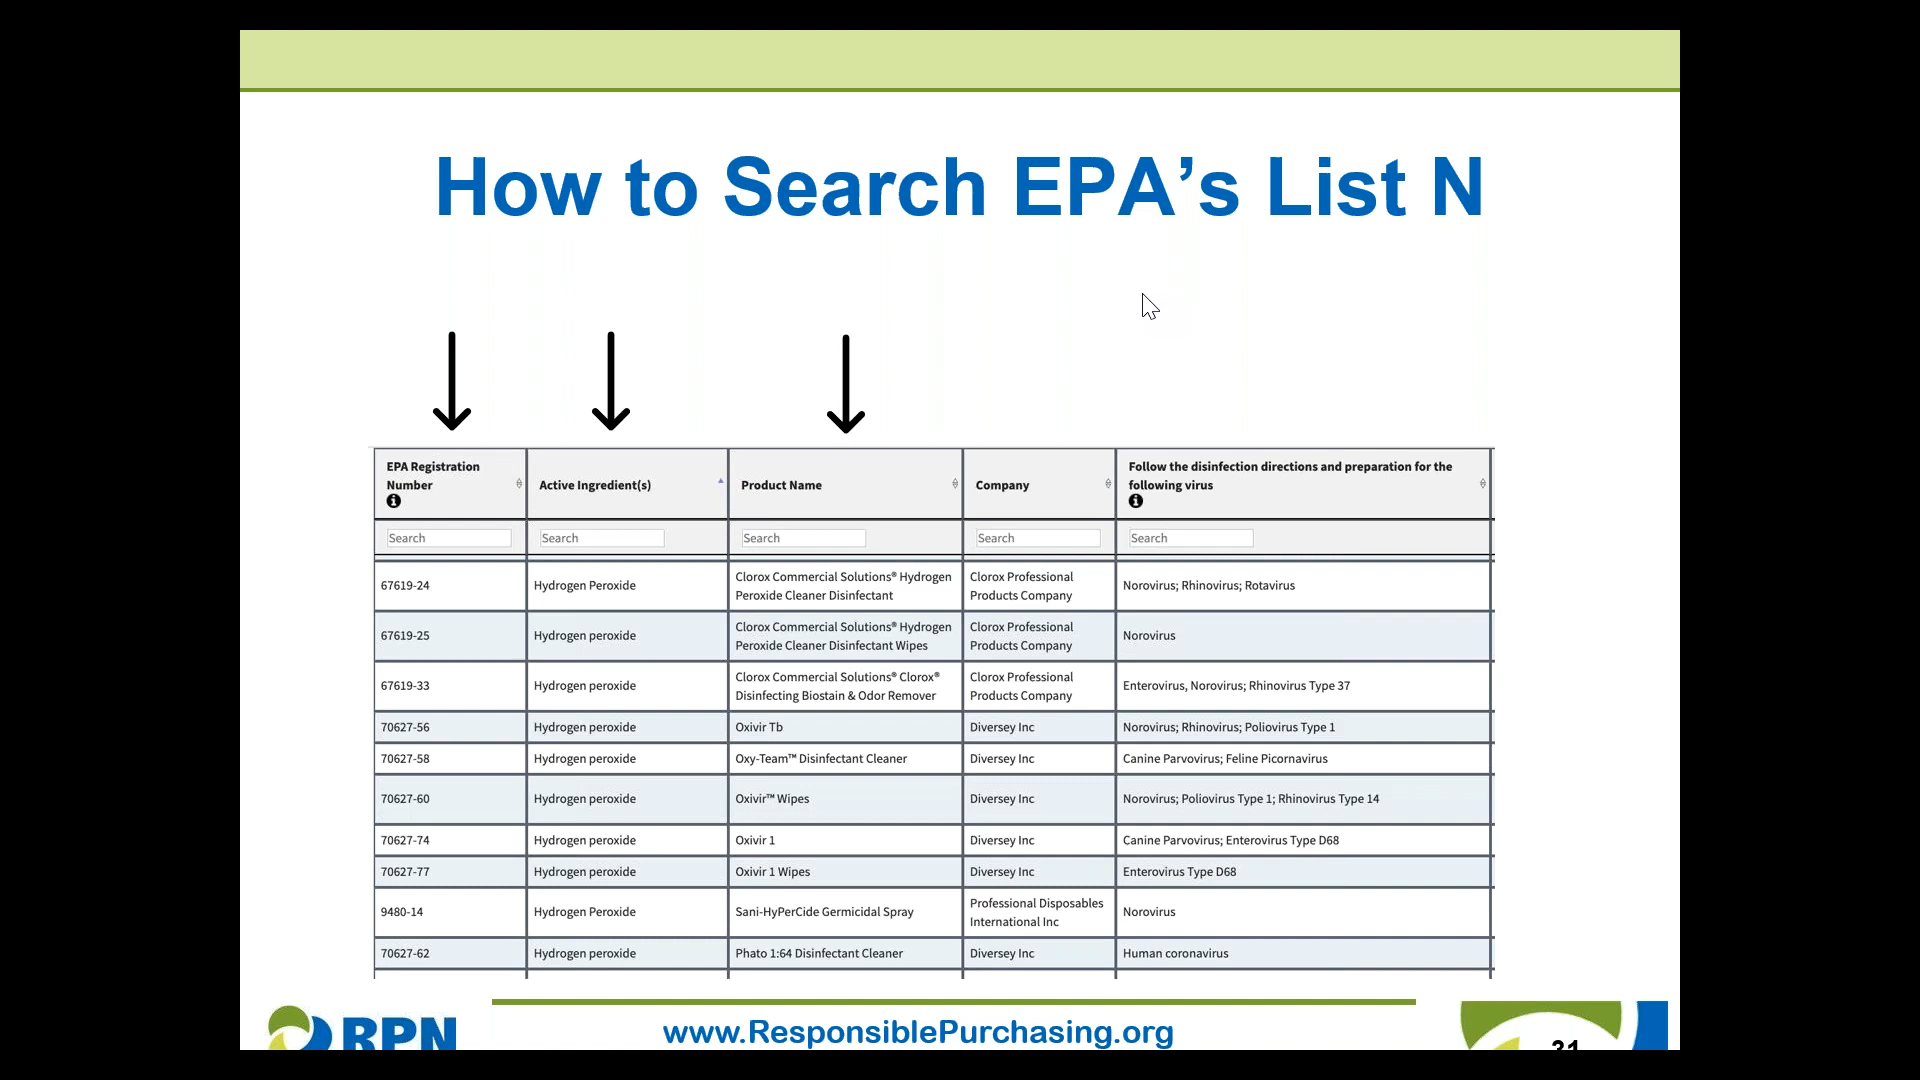 How to Search EPA’s List N
EPA Registration
Number
Active Ingredient(s)
Product Name
Company
Follow the disinfection directions and preparation for the
following virus
Search
Search
Search
Search
Search
67619-24
Hydrogen Peroxide
Clorox Commercial Solutions® Hydrogen
Peroxide Cleaner Disinfectant
Clorox Professional
Products Company
Norovirus; Rhinovirus; Rotavirus
67619-25
Hydrogen peroxide
Clorox Commercial Solutions® Hydrogen
Peroxide Cleaner Disinfectant Wipes
Clorox Professional
Products Company
Norovirus
67619-33
Hydrogen peroxide
Clorox Commercial Solutions® Clorox®
Disinfecting Biostain & Odor Remover
Clorox Professional
Products Company
Enterovirus, Norovirus; Rhinovirus Type 37
70627-56
Hydrogen peroxide
Oxivir Tb
Diversey Inc
Norovirus; Rhinovirus; Poliovirus Type 1
70627-58
Hydrogen peroxide
Oxy-Team™ Disinfectant Cleaner
Diversey Inc
Canine Parvovirus; Feline Picornavirus
70627-60
Hydrogen peroxide
Oxivir™ Wipes
Diversey Inc
Norovirus; Poliovirus Type 1; Rhinovirus Type 14
70627-74
Hydrogen peroxide
Oxivir 1
Diversey Inc
Canine Parvovirus; Enterovirus Type D68
70627-77
Hydrogen peroxide
Oxivir 1 Wipes
Diversey Inc
Enterovirus Type D68
9480-14
Hydrogen Peroxide
Sani-HyPerCide Germicidal Spray
Professional Disposables
International Inc
Norovirus
70627-62
Hydrogen peroxide
Phato 1:64 Disinfectant Cleaner
Diversey Inc
Human coronavirus
RPN
www.ResponsiblePurchasing.org
31